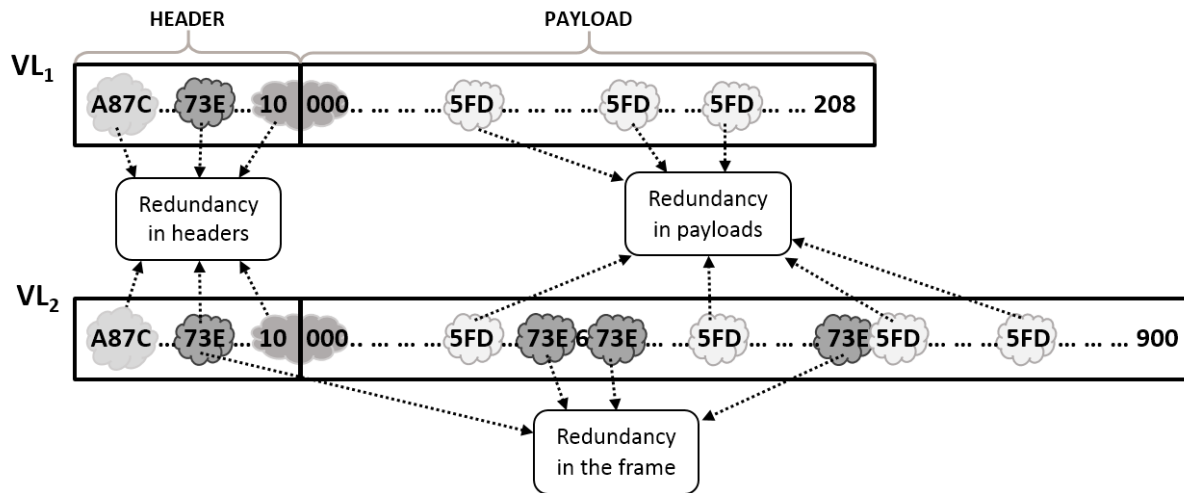 HEADER PAYLOAD
VL₁
A87C ... 73E ... 10 000 .. ... ... ... 5FD ... ... ... ... 5FD ... ... 5FD ... ... 208
Redundancy
in headers
Redundancy
in payloads
VL₂
A87C ... 73E ... 10 000 .. ... ... ... 5FD ... 73E 6 73E ... ... 5FD ... ... ... 73E 5FD ... ... 5FD ... ... ... 900
Redundancy
in the frame